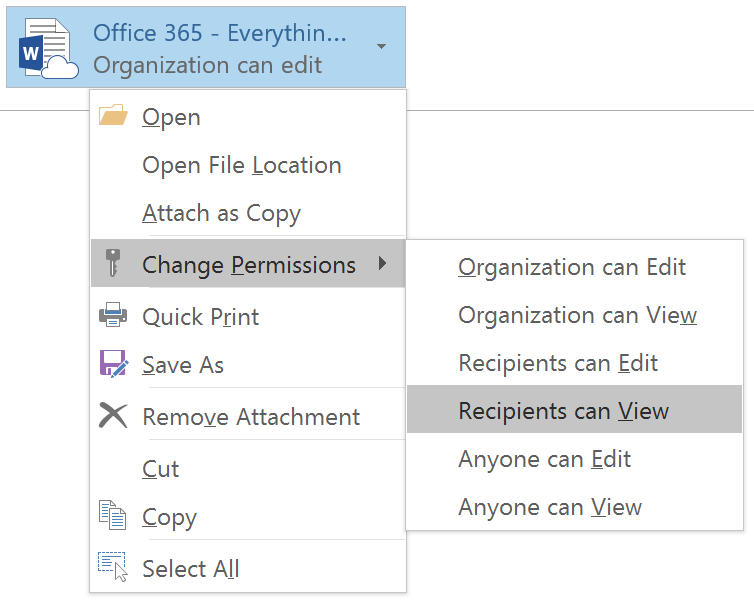 W
Office 365 - Everythin...
Organization can edit
Open
Open File Location
Attach as Copy
Change Permissions
Quick Print
Save As
Remove Attachment
Cut
Copy
Select All
Organization can Edit
Organization can View
Recipients can Edit
Recipients can View
Anyone can Edit
Anyone can View